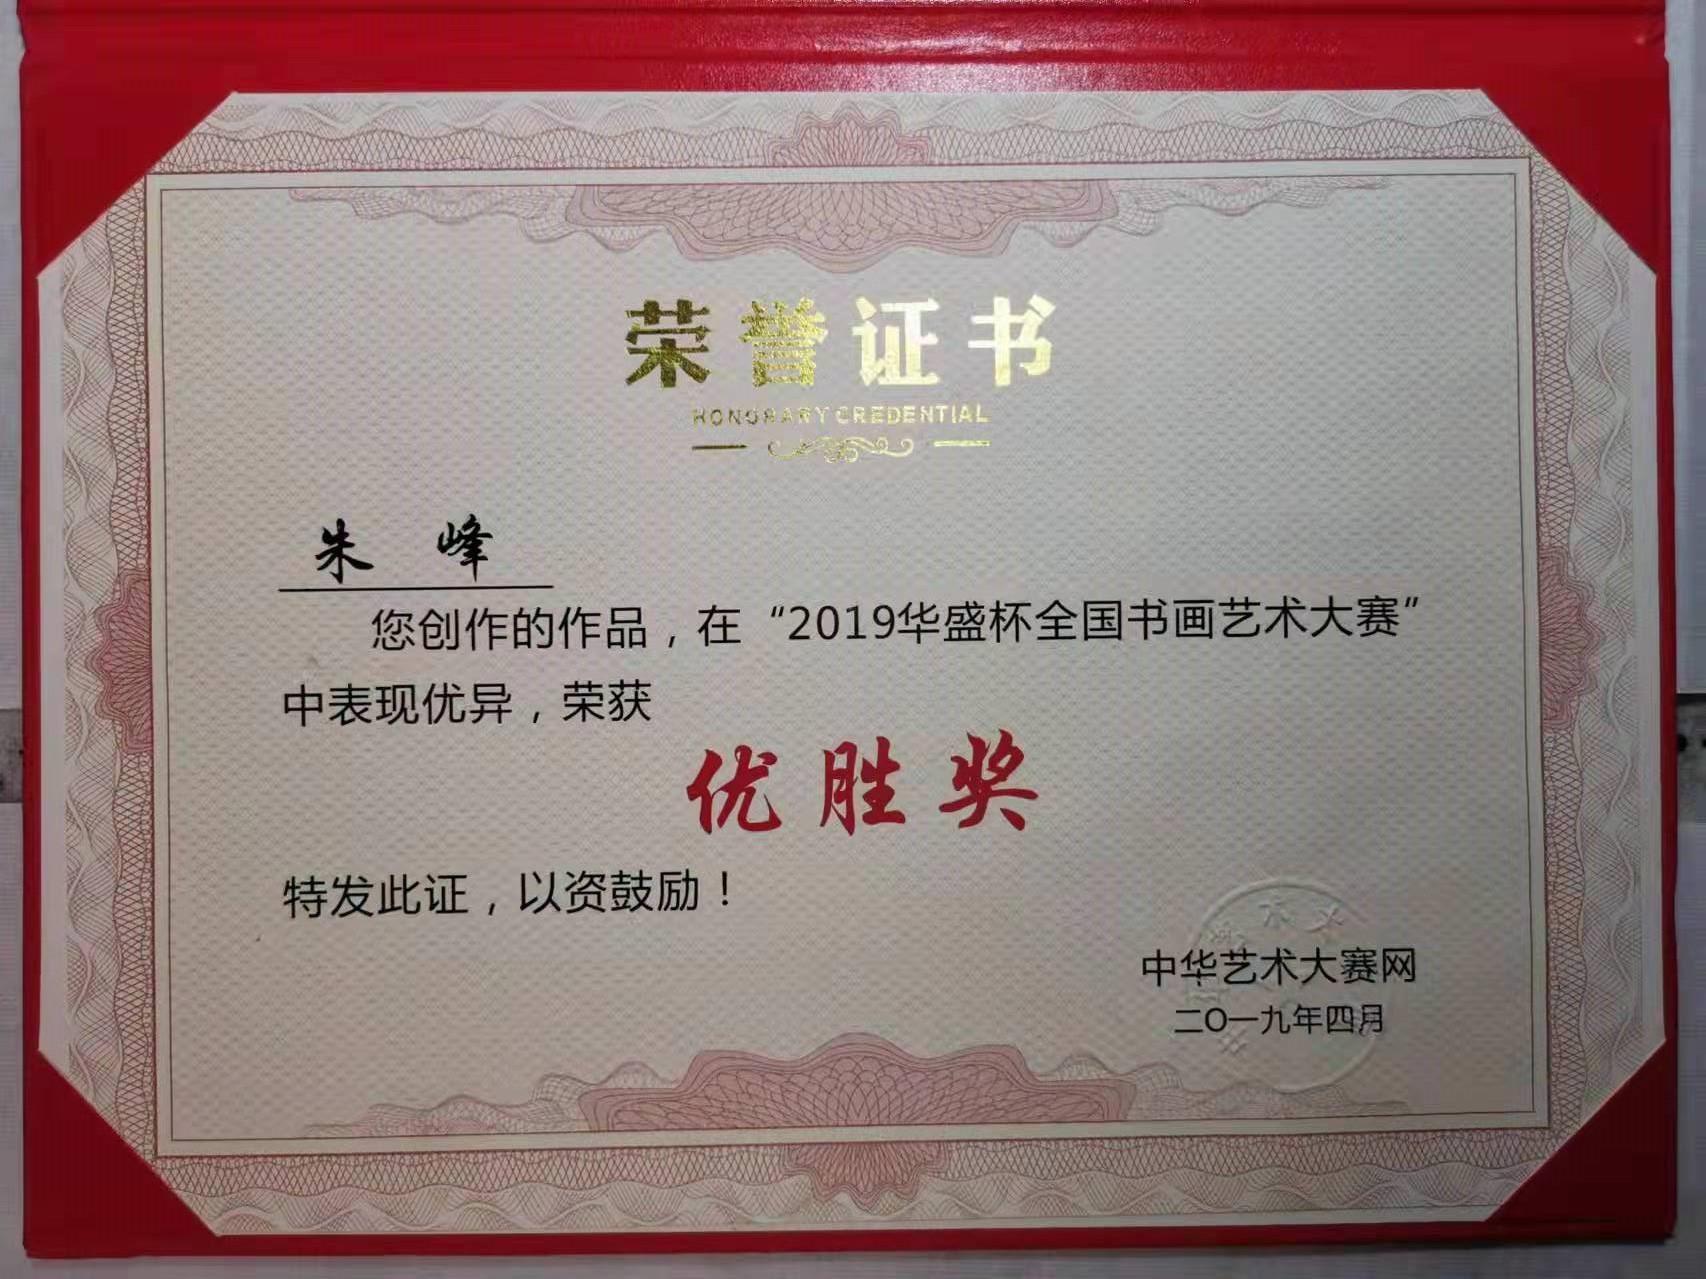 荣誉证书
HONORARY CREDENTIAL
朱 峰
您创作的作品，在“2019华盛杯全国书画艺术大赛”
中表现优异，荣获
优胜奖
特发此证，以资鼓励！
中华艺术大赛网
二O一九年四月